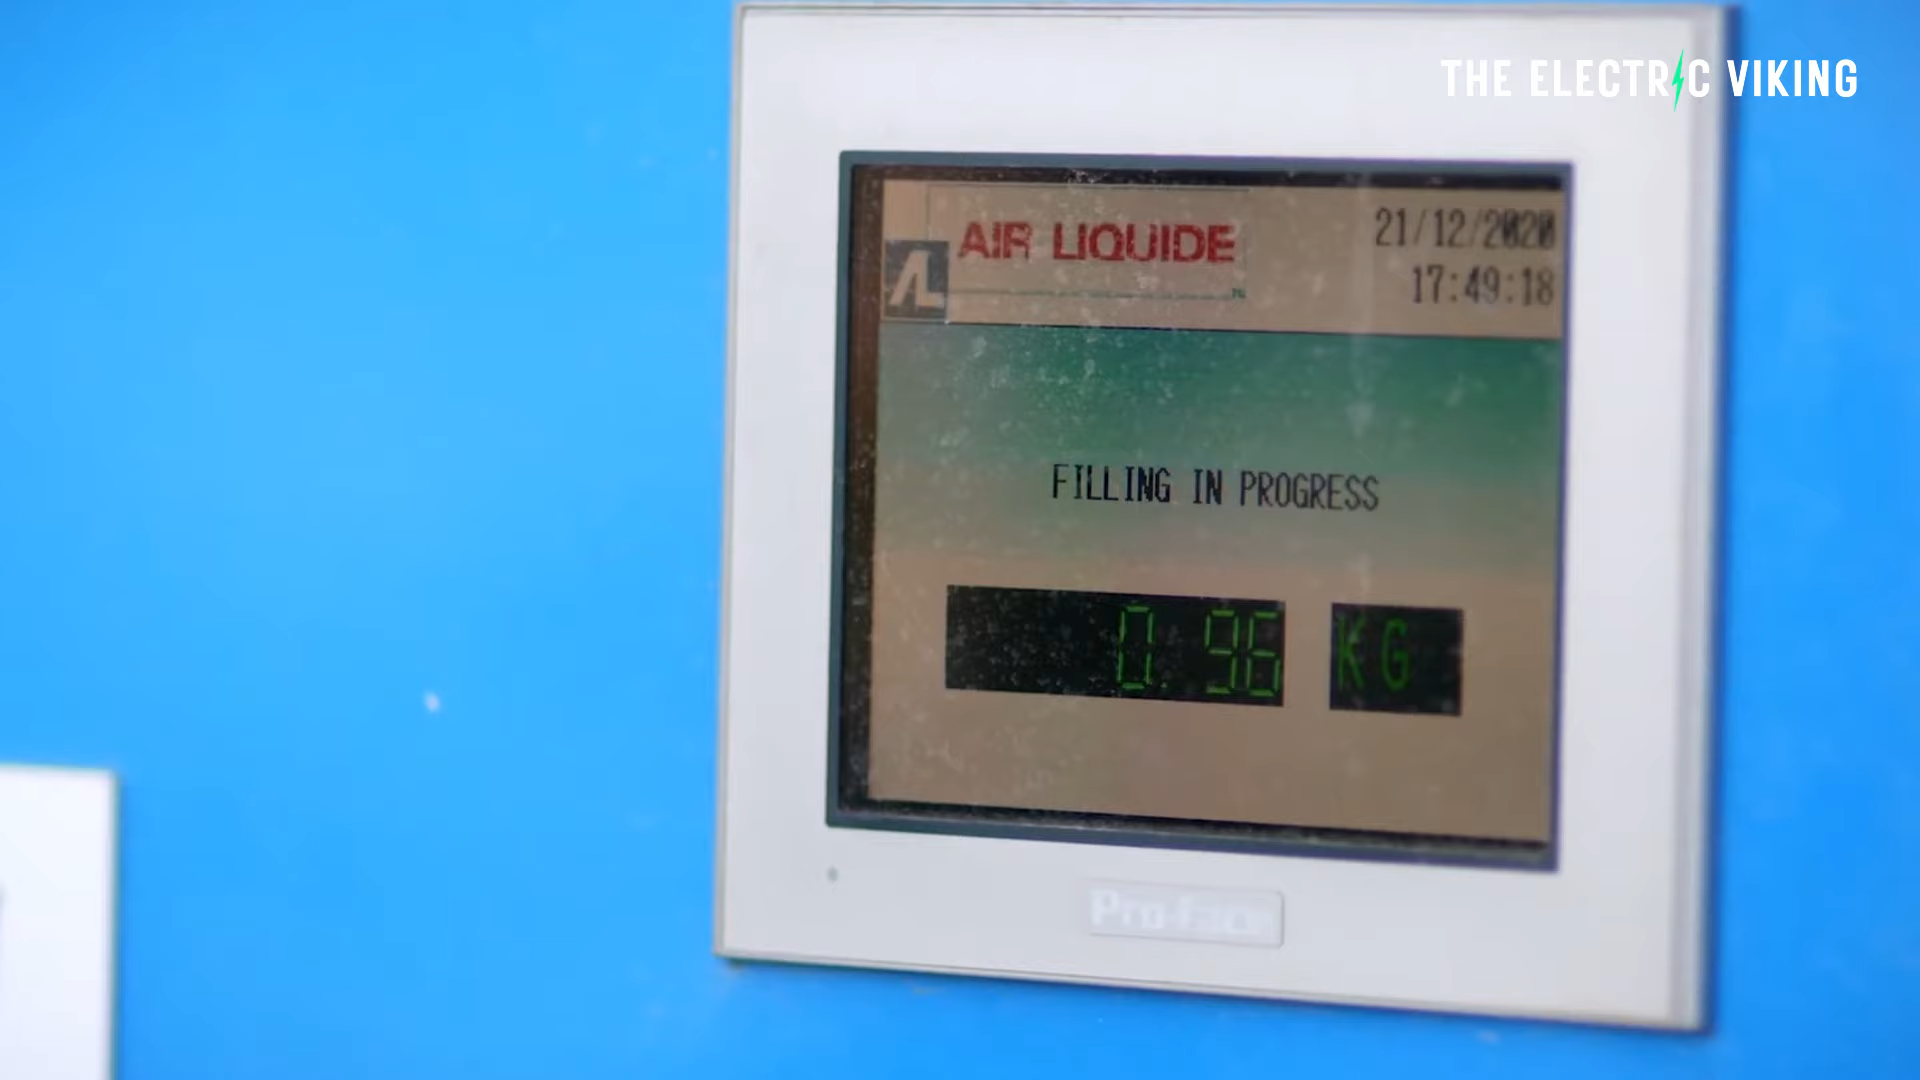 THE ELECTRIC VIKING
AIR LIQUIDE
21/12/2020
17:49:18
AL
FILLING IN PROGRESS
0.96 KG
Pro-face